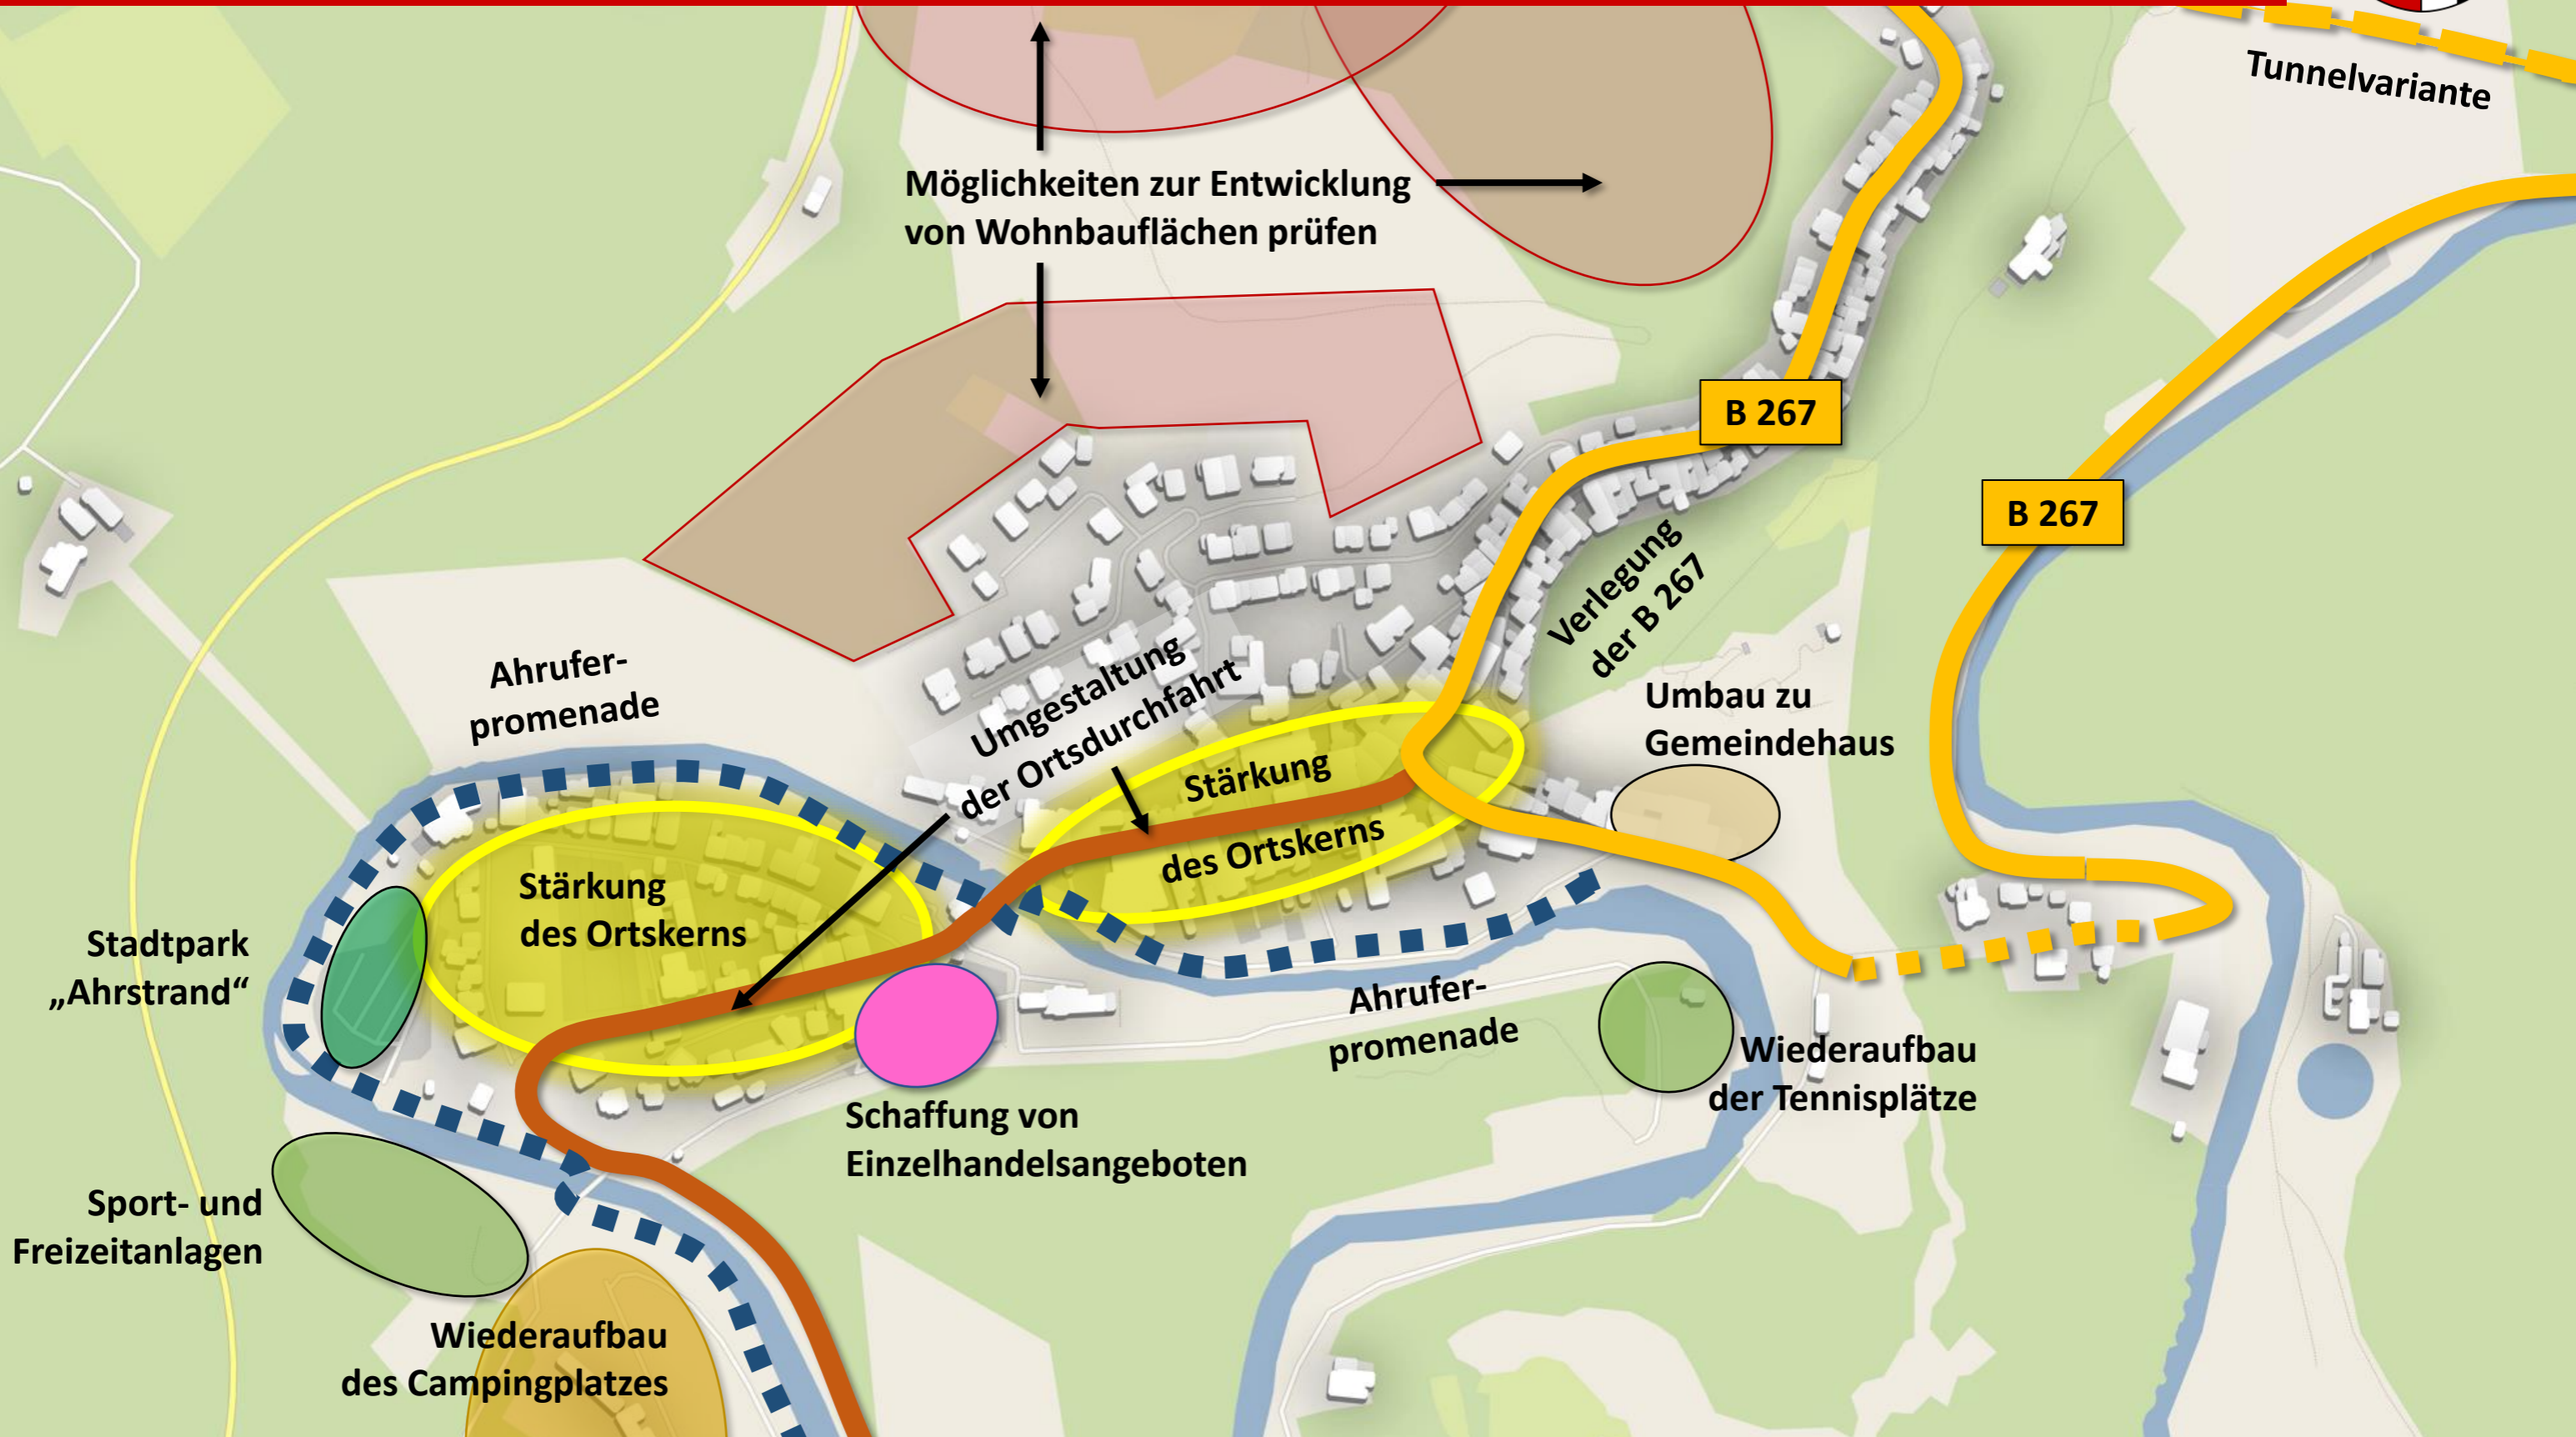 Tunnelvariante
Möglichkeiten zur Entwicklung
von Wohnbauflächen prüfen
B 267
B 267
Verlegung
der B 267
Ahrufer-
promenade
Umgestaltung
der Ortsdurchfahrt
Umbau zu
Gemeindehaus
Stärkung
des Ortskerns
Stärkung
des Ortskerns
Stadtpark
„Ahrstrand“
Ahrufer-
promenade
Wiederaufbau
der Tennisplätze
Schaffung von
Einzelhandelsangeboten
Sport- und
Freizeitanlagen
Wiederaufbau
des Campingplatzes